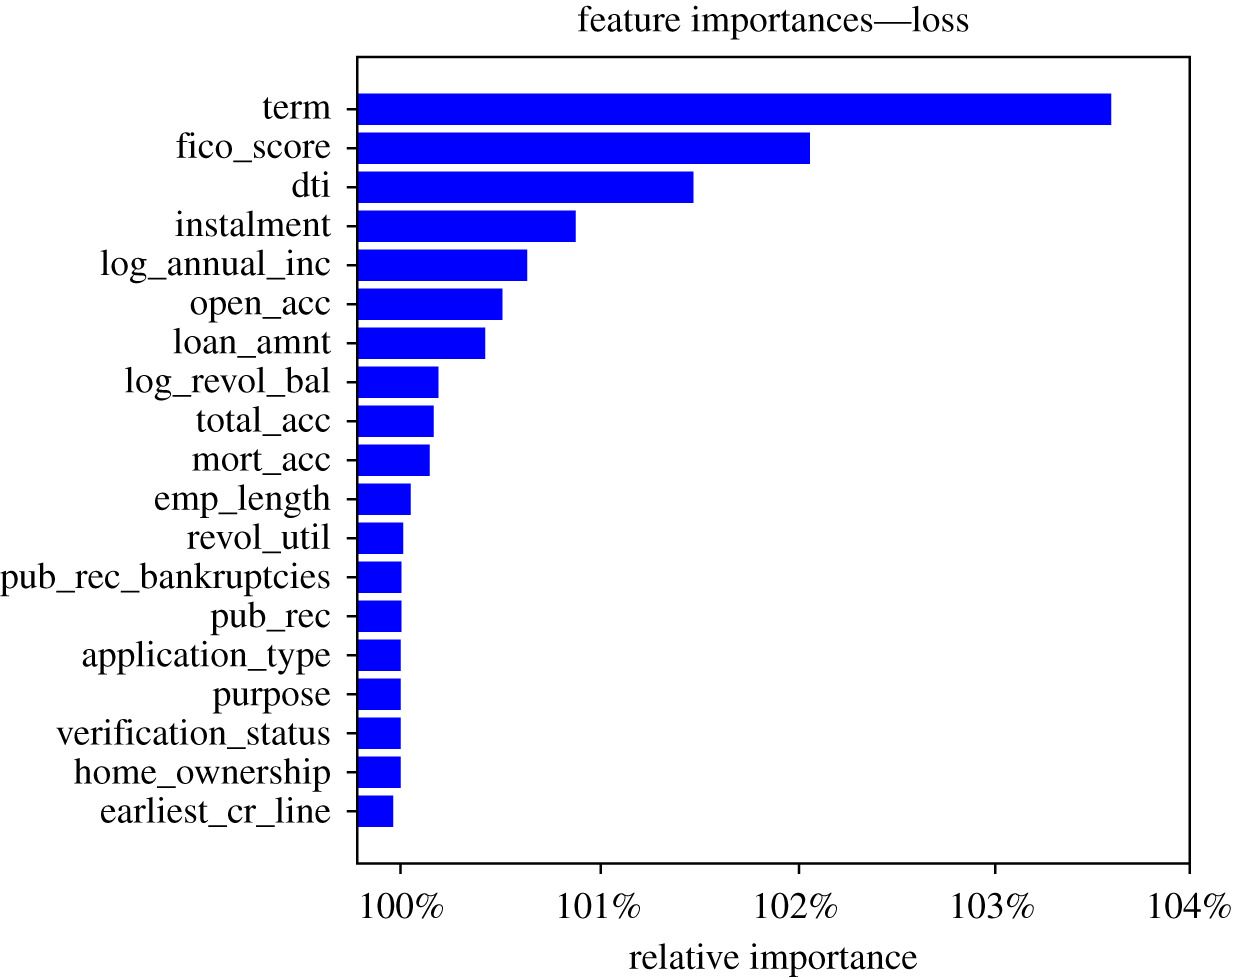 feature importances—loss
term
fico_score
dti
instalment
log_annual_inc
open_acc
loan_amnt
log_revol_bal
total_acc
mort_acc
emp_length
revol_util
pub_rec_bankruptcies
pub_rec
application_type
purpose
verification_status
home_ownership
earliest_cr_line
100% 101% 102% 103% 104%
relative importance